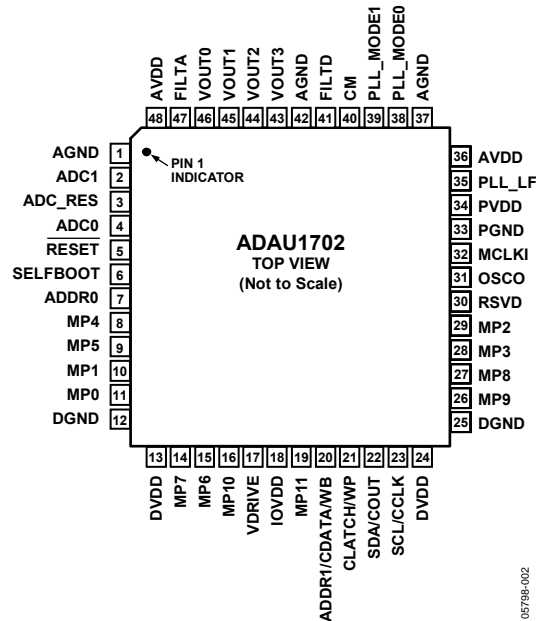 AVDD
FILTA
VOUT0
VOUT1
VOUT2
VOUT3
AGND
FILTD
CM
PLL_MODE1
PLL_MODE0
AGND
48 47 46 45 44 43 42 41 40 39 38 37
AGND 1
ADC1 2
ADC_RES 3
ADC0 4
RESET 5
SELFBOOT 6
ADDR0 7
MP4 8
MP5 9
MP1 10
MP0 11
DGND 12
PIN 1
INDICATOR
ADAU1702
TOP VIEW
(Not to Scale)
36 AVDD
35 PLL_LF
34 PVDD
33 PGND
32 MCLKI
31 OSCO
30 RSVD
29 MP2
28 MP3
27 MP8
26 MP9
25 DGND
13 14 15 16 17 18 19 20 21 22 23 24
DVDD
MP7
MP6
MP10
VDRIVE
IOVDD
MP11
ADDR1/CDATA/WB
CLATCH/WP
SDA/COUT
SCL/CCLK
DVDD
05798-002